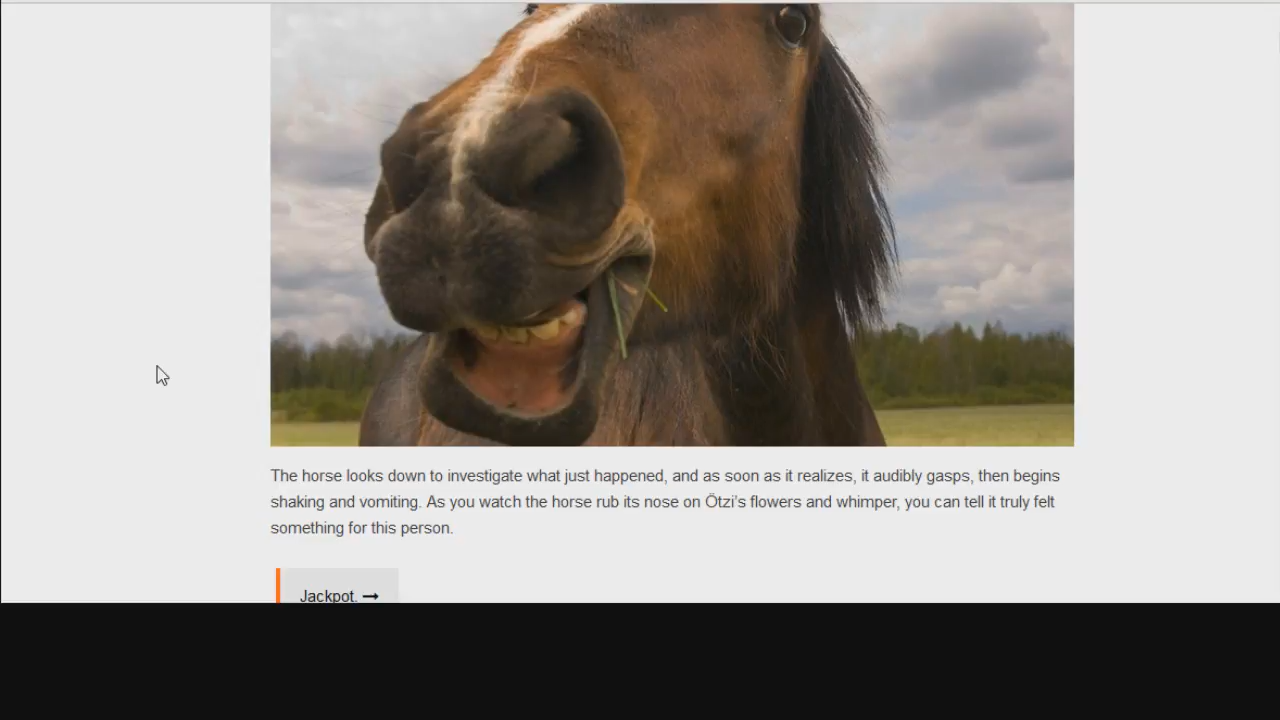 The horse looks down to investigate what just happened, and as soon as it realizes, it audibly gasps, then begins
shaking and vomiting. As you watch the horse rub its nose on Ötzi's flowers and whimper, you can tell it truly felt
something for this person.
Jackpot. →